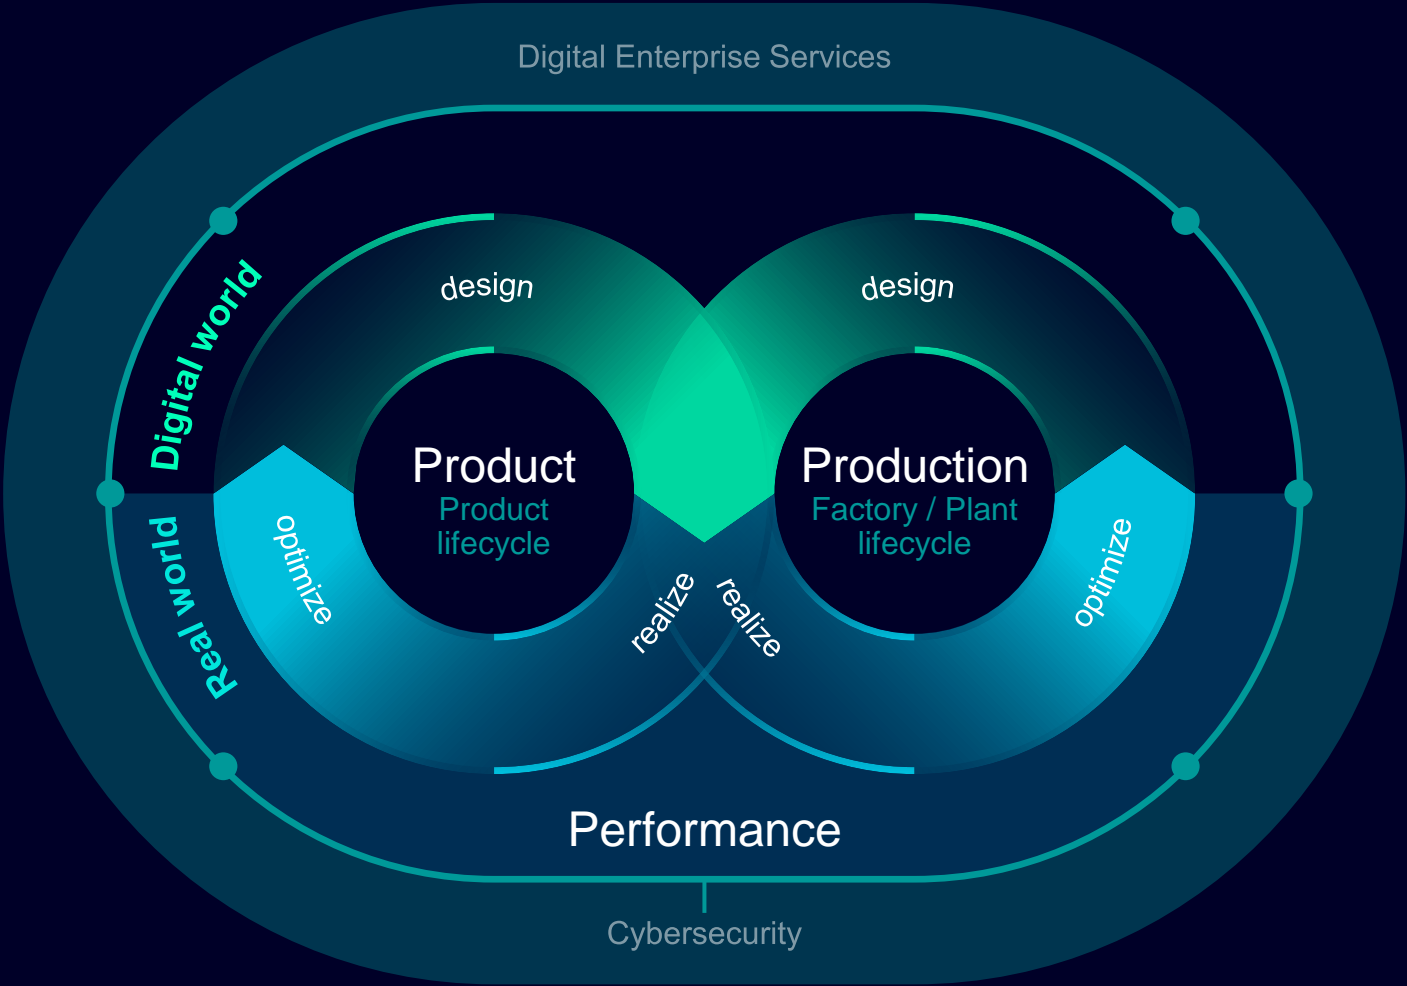 Digital Enterprise Services
design
design
Digital world
Product
Product
lifecycle
Production
Factory / Plant
lifecycle
Real world
optimize
realize
realize
optimize
Performance
Cybersecurity